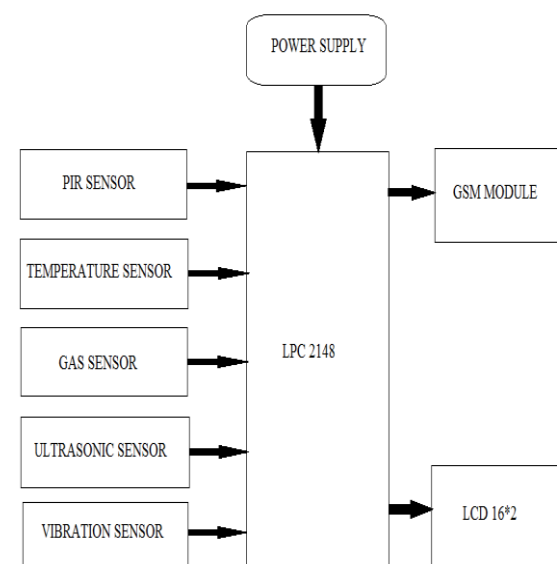 POWER SUPPLY
PIR SENSOR
GSM MODULE
TEMPERATURE SENSOR
LPC 2148
GAS SENSOR
ULTRASONIC SENSOR
LCD 16*2
VIBRATION SENSOR